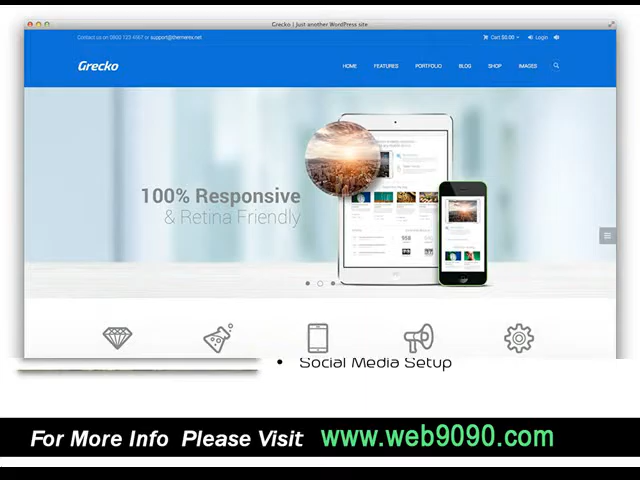 Grecko | Just another WordPress site
Contact us on 0800 123 4567 or support@themerex.net
Cart $0.00
Login
Grecko
HOME FEATURES PORTFOLIO BLOG SHOP IMAGES
100% Responsive
& Retina Friendly
• Social Media Setup
For More Info Please Visit www.web9090.com